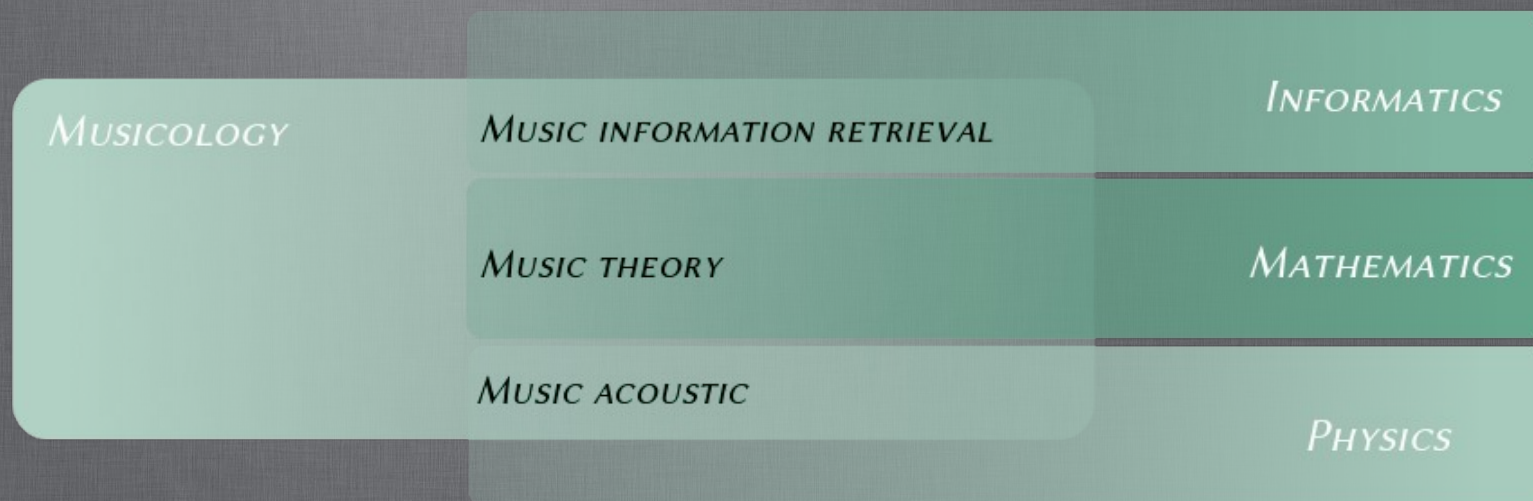 Informatics
Musicology
Music information retrieval
Music theory
Mathematics
Music acoustic
Physics